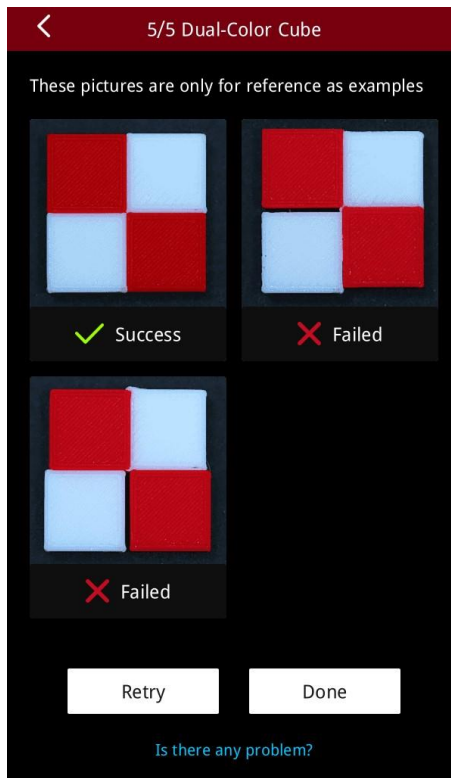 5/5 Dual-Color Cube
These pictures are only for reference as examples
Success
Failed
Failed
Retry
Done
Is there any problem?